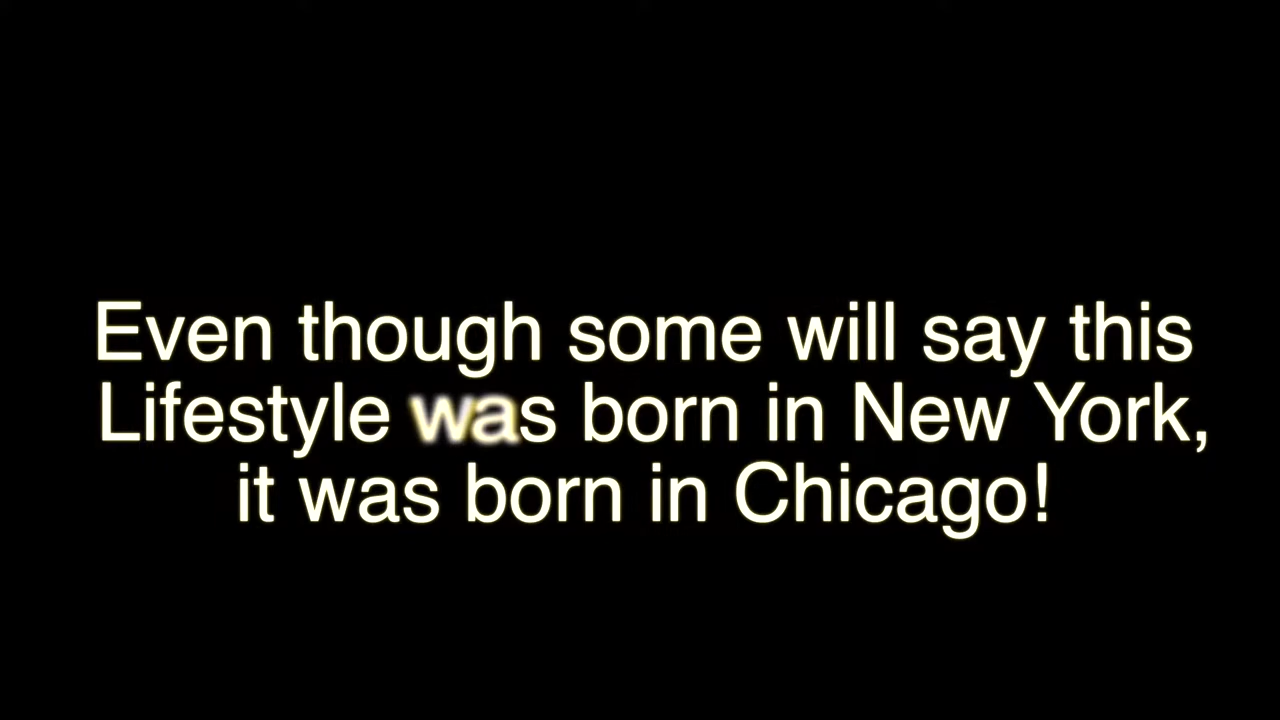 Even though some will say this
Lifestyle was born in New York,
it was born in Chicago!